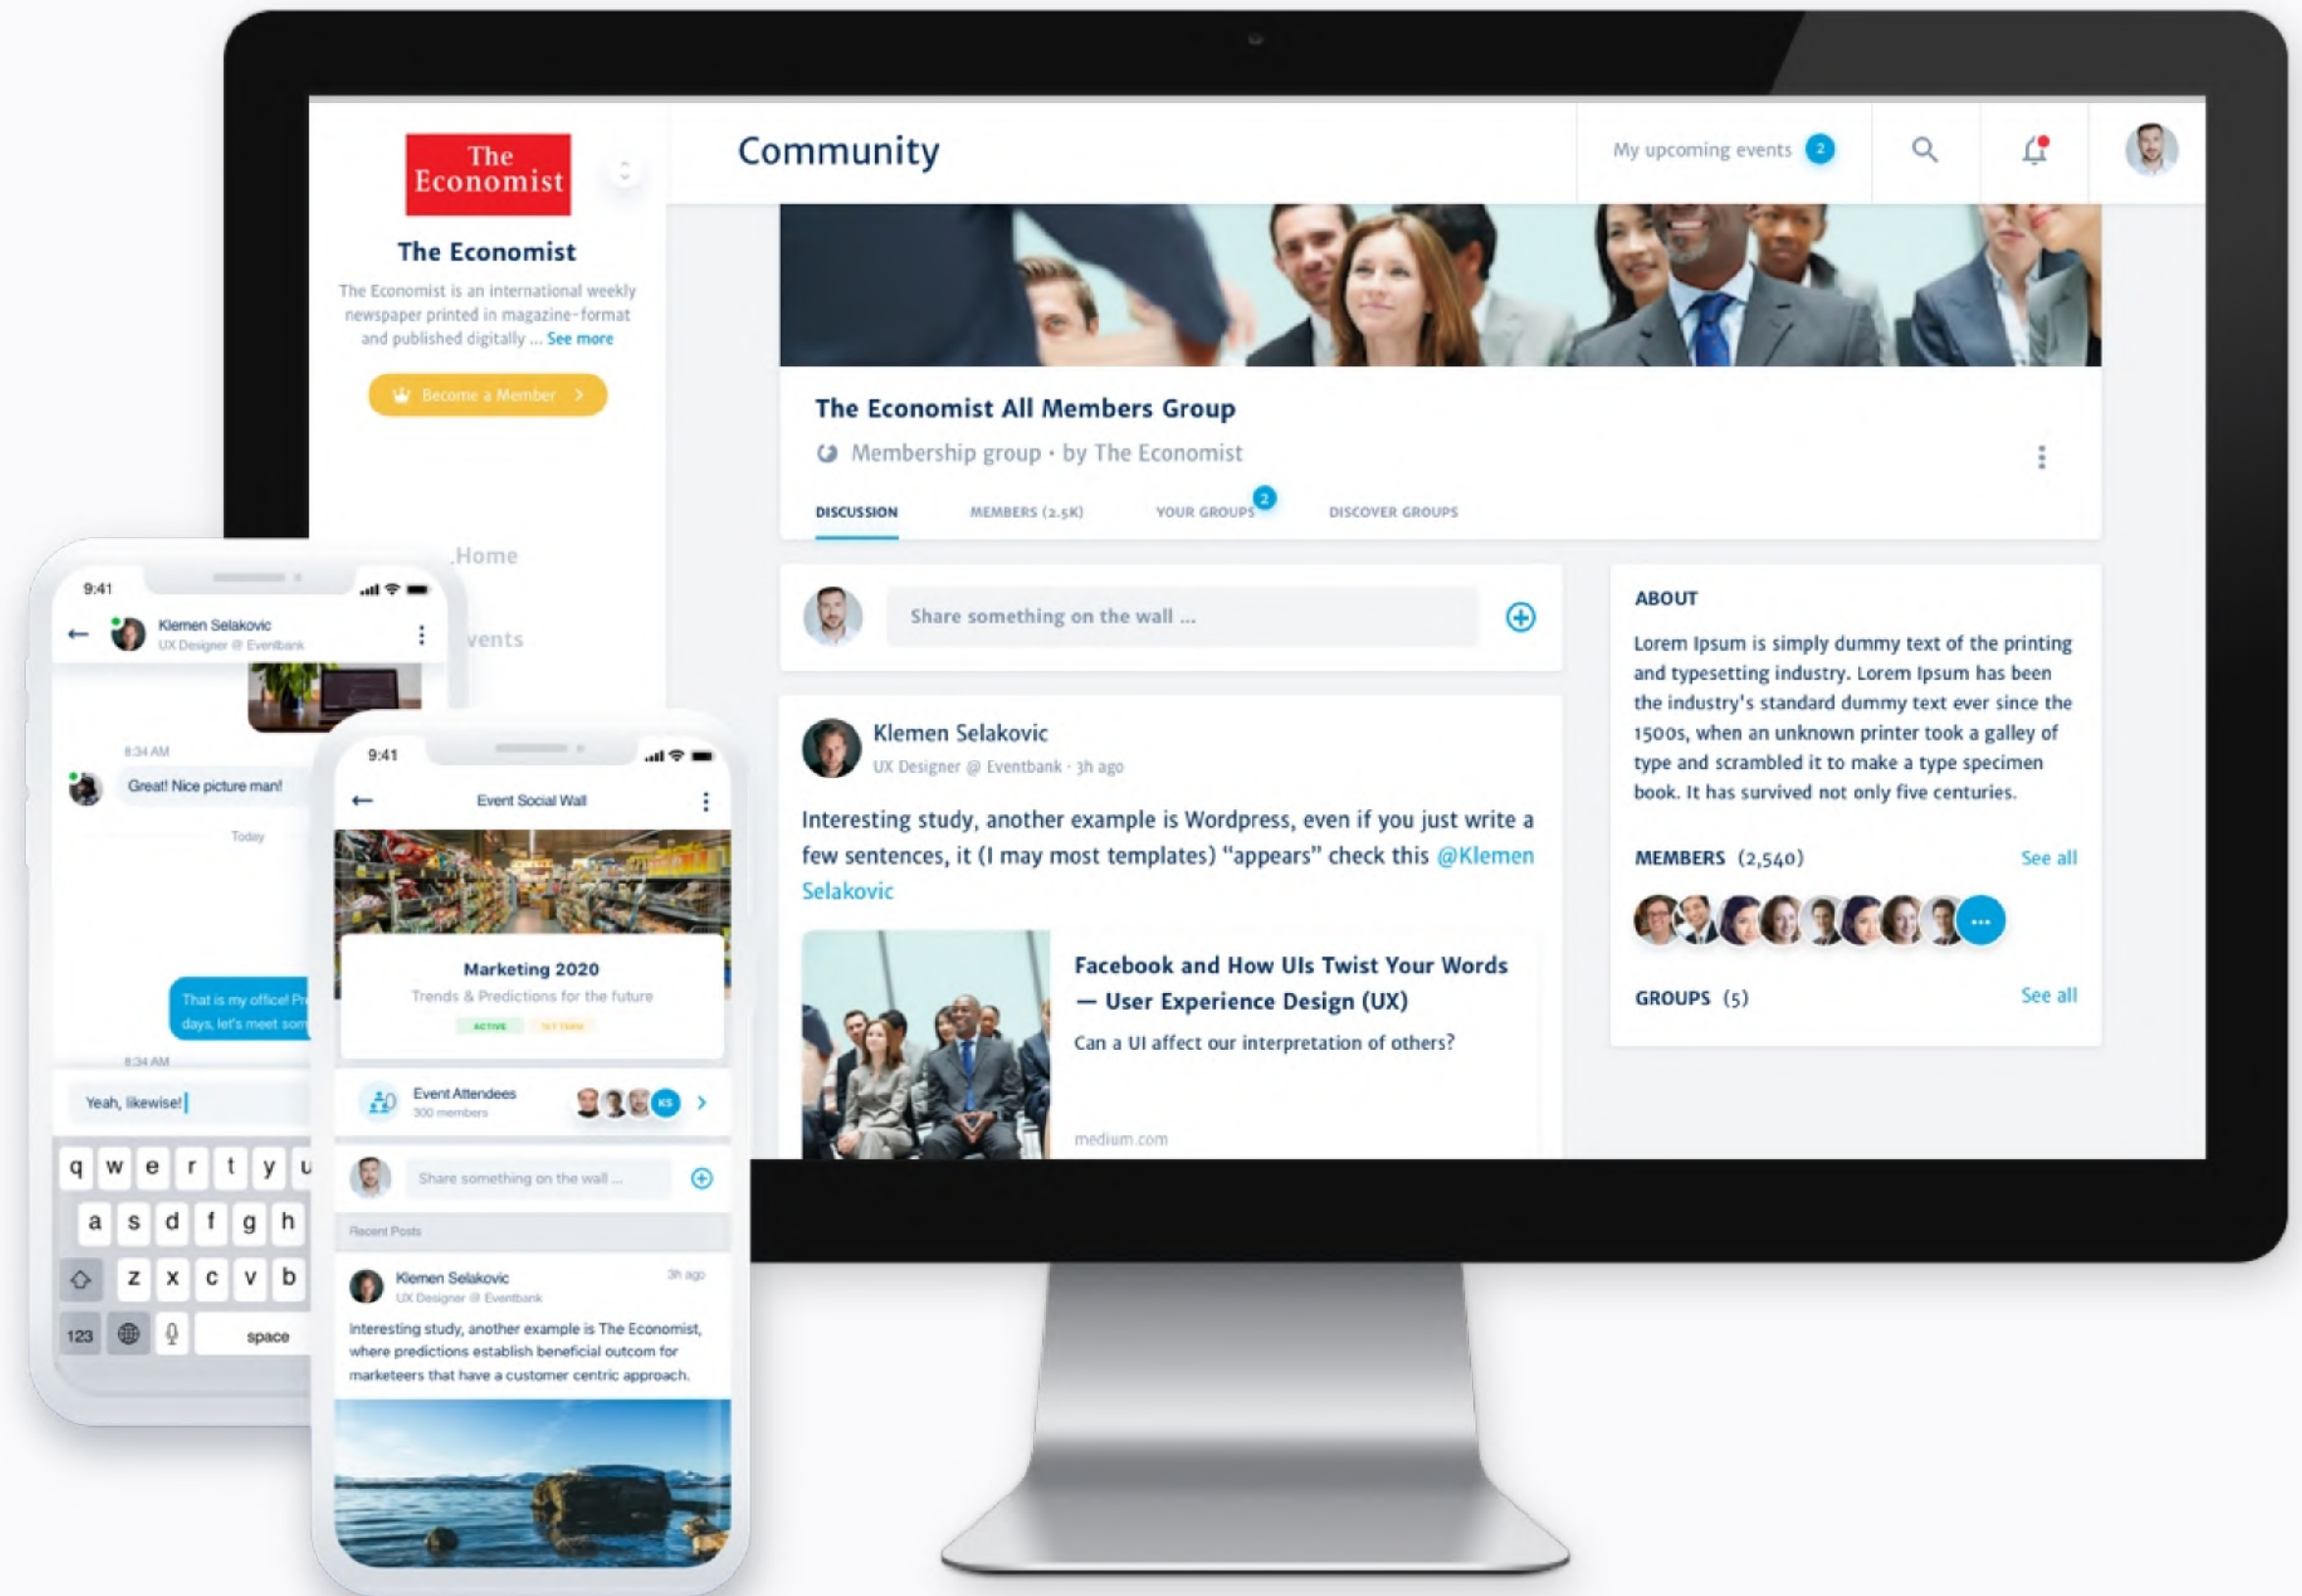 The
Economist
The Economist
The Economist is an international weekly
newspaper printed in magazine-format
and published digitally ... See more
Become a Member
Home
vents
Community
My upcoming events 2
The Economist All Members Group
Membership group · by The Economist
DISCUSSION MEMBERS (2.5K) YOUR GROUPS 2 DISCOVER GROUPS
Share something on the wall ...
Klemen Selakovic
UX Designer @ Eventbank · 3h ago
Interesting study, another example is Wordpress, even if you just write a
few sentences, it (I may most templates) “appears” check this @Klemen
Selakovic
Facebook and How UIs Twist Your Words
— User Experience Design (UX)
Can a UI affect our interpretation of others?
medium.com
ABOUT
Lorem Ipsum is simply dummy text of the printing
and typesetting industry. Lorem Ipsum has been
the industry's standard dummy text ever since the
1500s, when an unknown printer took a galley of
type and scrambled it to make a type specimen
book. It has survived not only five centuries.
MEMBERS (2,540) See all
GROUPS (5) See all
9:41
Klemen Selakovic
UX Designer @ Eventbank
8:34 AM
Great! Nice picture man!
Today
That is my office! Pr
days, let's meet som
8:34 AM
Yeah, likewise!
q w e r t y u
a s d f g h
z x c v b
123 space
9:41
Event Social Wall
Marketing 2020
Trends & Predictions for the future
ACTIVE
Event Attendees
300 members
KS
Share something on the wall ...
Recent Posts
Klemen Selakovic 3h ago
UX Designer @ Eventbank
Interesting study, another example is The Economist,
where predictions establish beneficial outcom for
marketeers that have a customer centric approach.